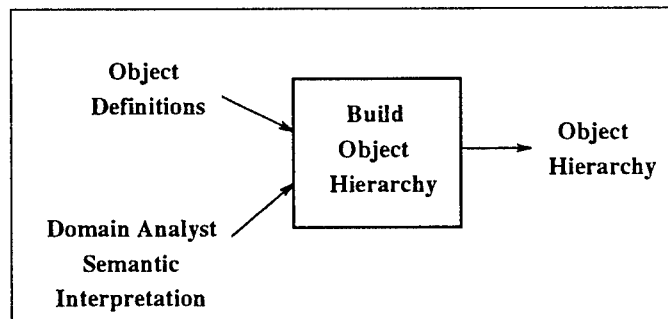 Object
Definitions
Domain Analyst
Semantic
Interpretation
Build
Object
Hierarchy
Object
Hierarchy